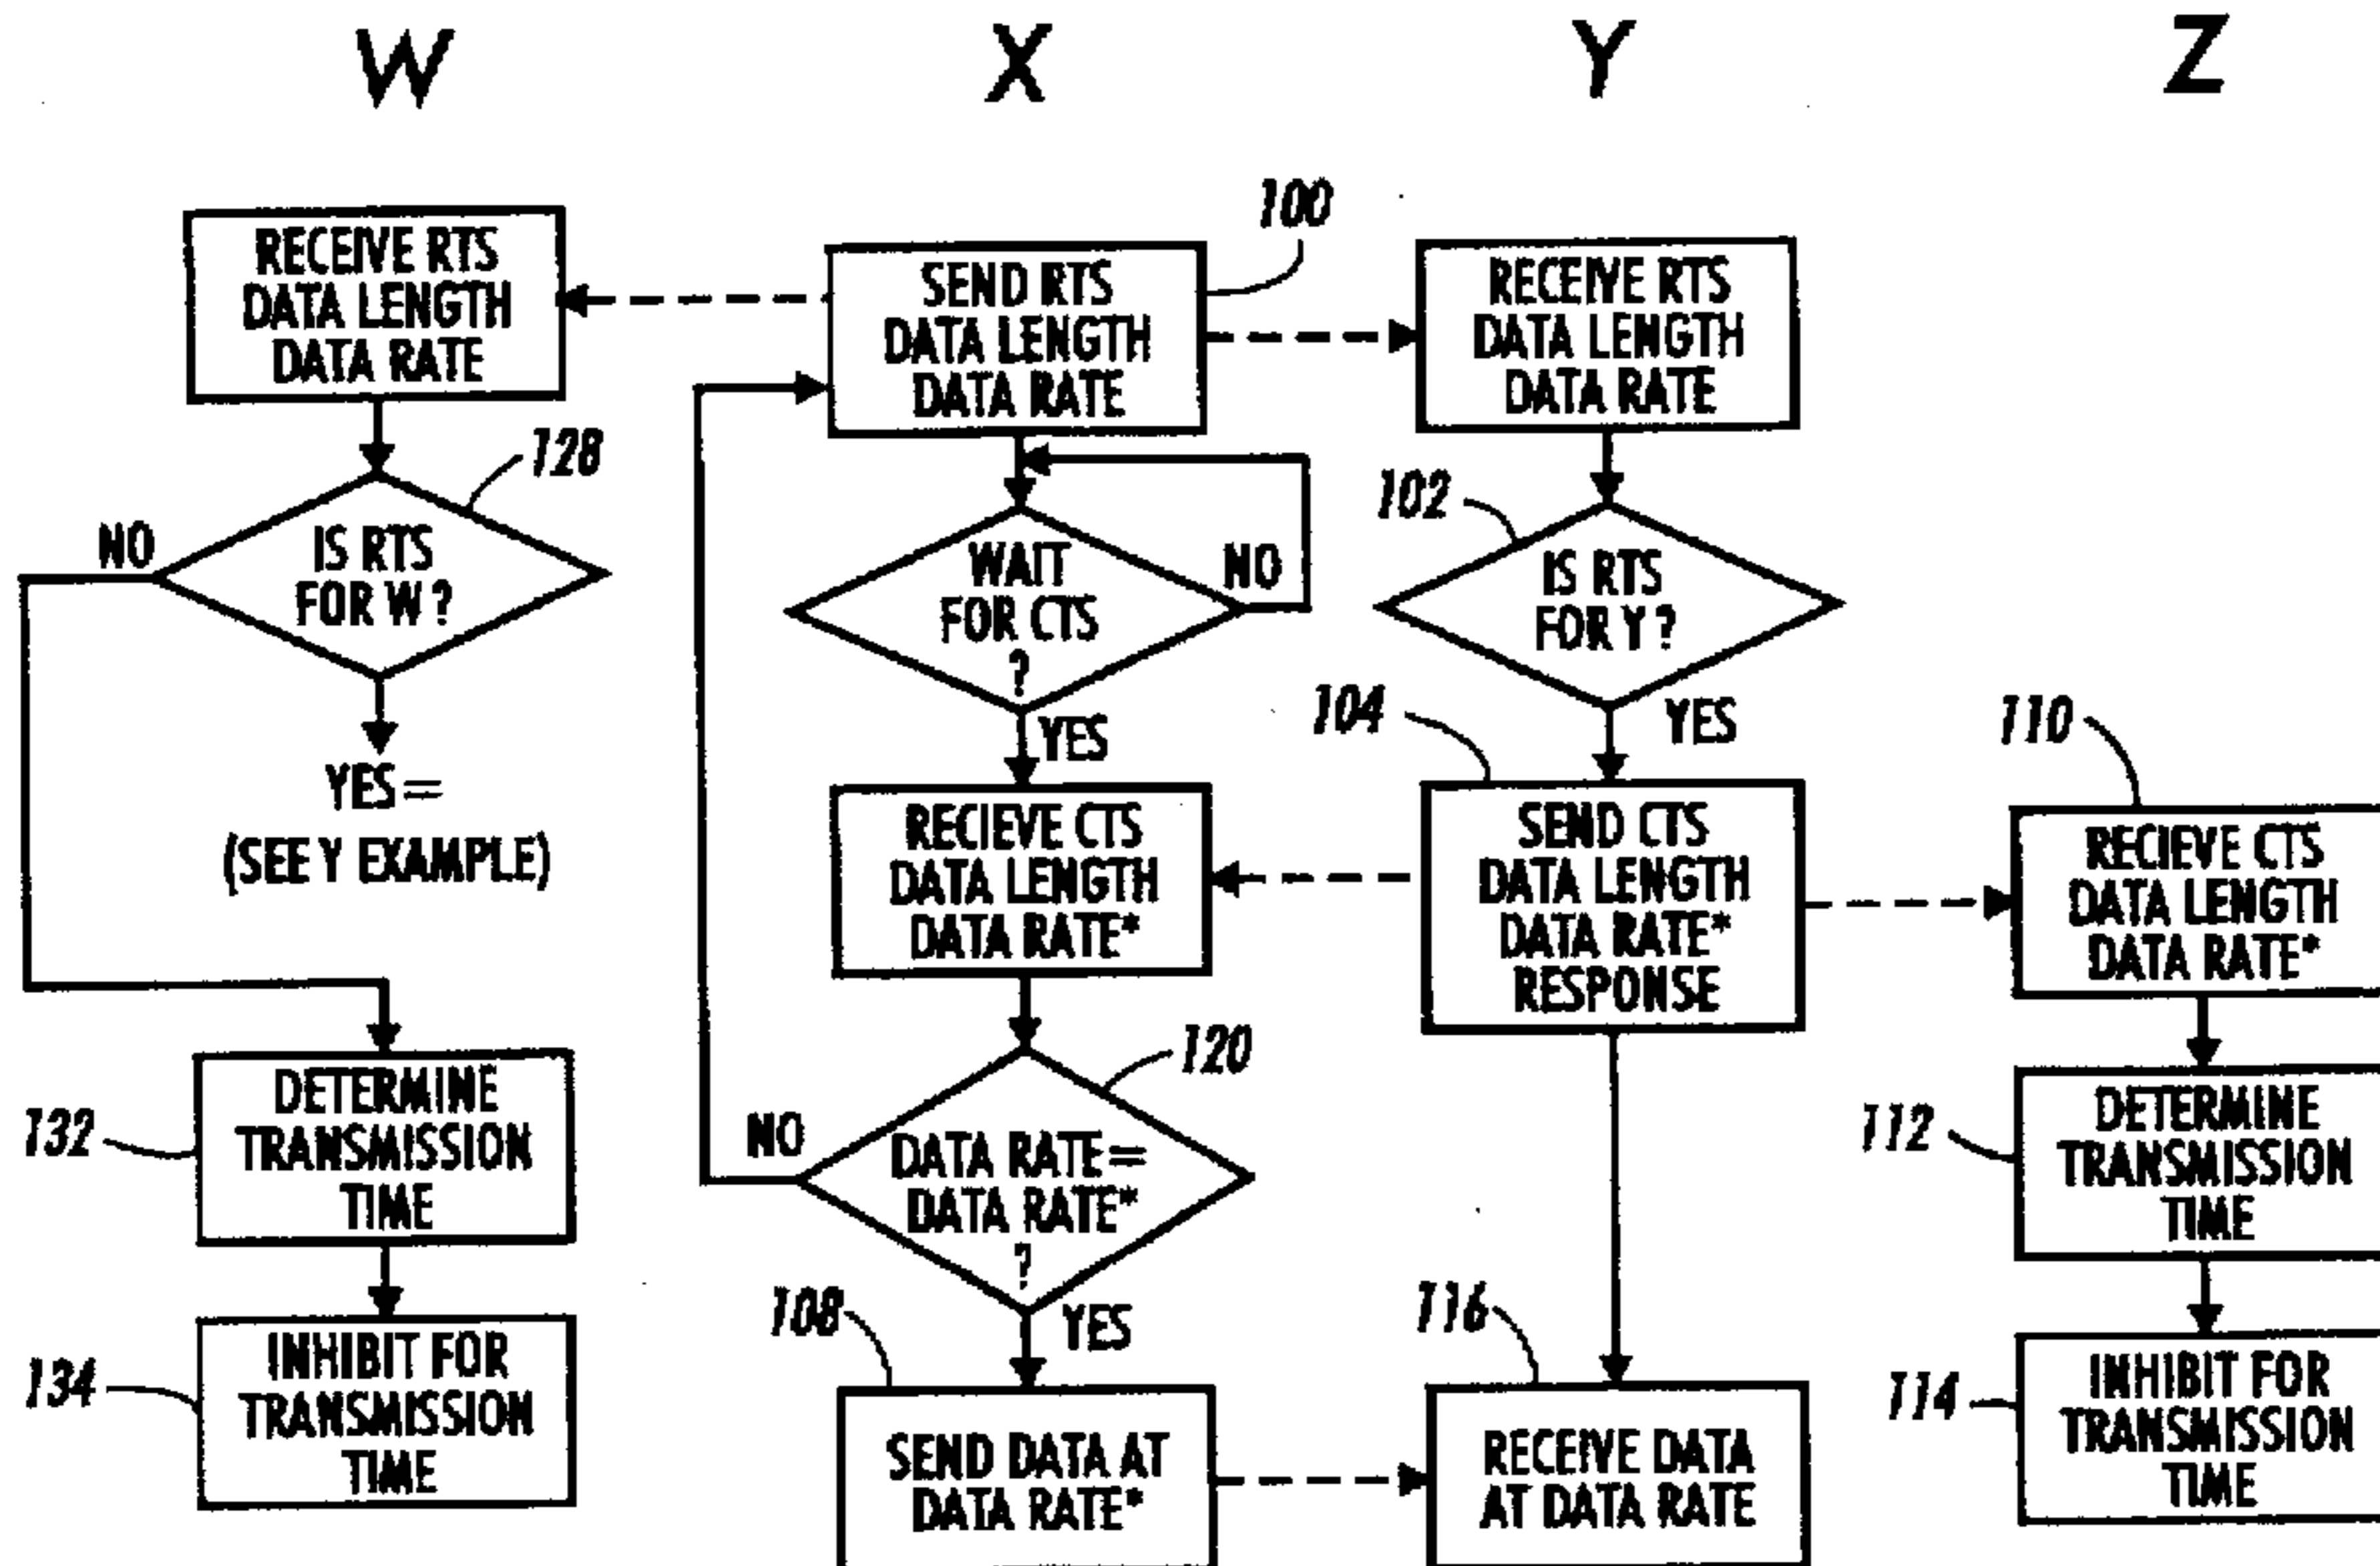 W
X
Y
Z
RECEIVE RTS
DATA LENGTH
DATA RATE
128
IS RTS
FOR W?
NO
YES=
(SEE Y EXAMPLE)
132
DETERMINE
TRANSMISSION
TIME
134
INHIBIT FOR
TRANSMISSION
TIME
100
SEND RTS
DATA LENGTH
DATA RATE
WAIT
FOR CTS
?
NO
YES
RECIEVE CTS
DATA LENGTH
DATA RATE*
120
DATA RATE=
DATA RATE*
?
NO
YES
108
SEND DATA AT
DATA RATE*
RECEIVE RTS
DATA LENGTH
DATA RATE
102
IS RTS
FOR Y?
YES
104
SEND CTS
DATA LENGTH
DATA RATE*
RESPONSE
116
RECEIVE DATA
AT DATA RATE
110
RECIEVE CTS
DATA LENGTH
DATA RATE*
112
DETERMINE
TRANSMISSION
TIME
114
INHIBIT FOR
TRANSMISSION
TIME